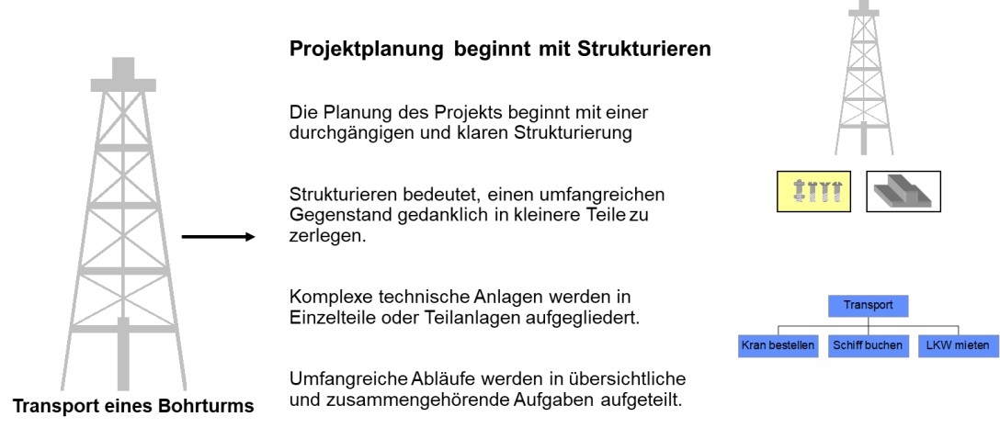 Projektplanung beginnt mit Strukturieren
Die Planung des Projekts beginnt mit einer
durchgängigen und klaren Strukturierung
Strukturieren bedeutet, einen umfangreichen
Gegenstand gedanklich in kleinere Teile zu
zerlegen.
Komplexe technische Anlagen werden in
Einzelteile oder Teilanlagen aufgegliedert.
Umfangreiche Abläufe werden in übersichtliche
und zusammengehörende Aufgaben aufgeteilt.
Transport eines Bohrturms
Transport
Kran bestellen
Schiff buchen
LKW mieten